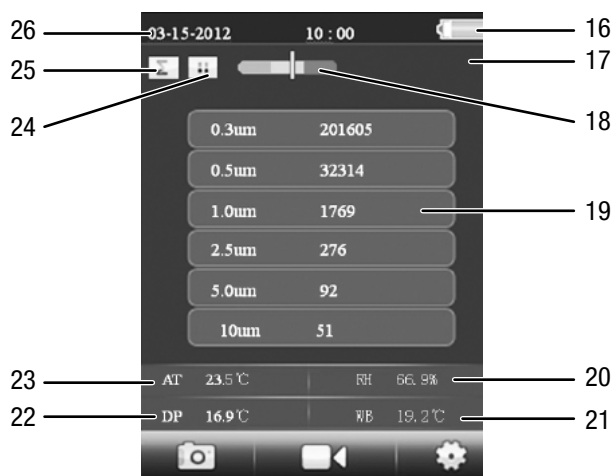 26 03-15-2012 10 : 00 16
25 Σ 17
24 18
0.3um 201605
0.5um 32314
1.0um 1769 19
2.5um 276
5.0um 92
10um 51
23 AT 23.5℃ RH 66.9% 20
22 DP 16.9℃ WB 19.2℃ 21